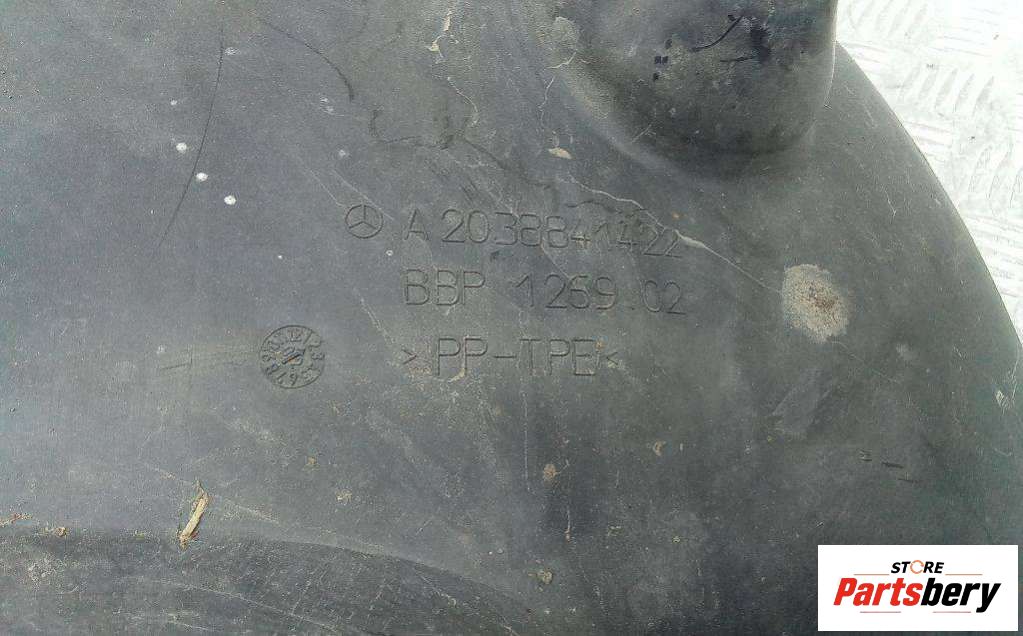 A 2038841422
BBP 1269.02
>PP-TPE<
STORE
Partsbery